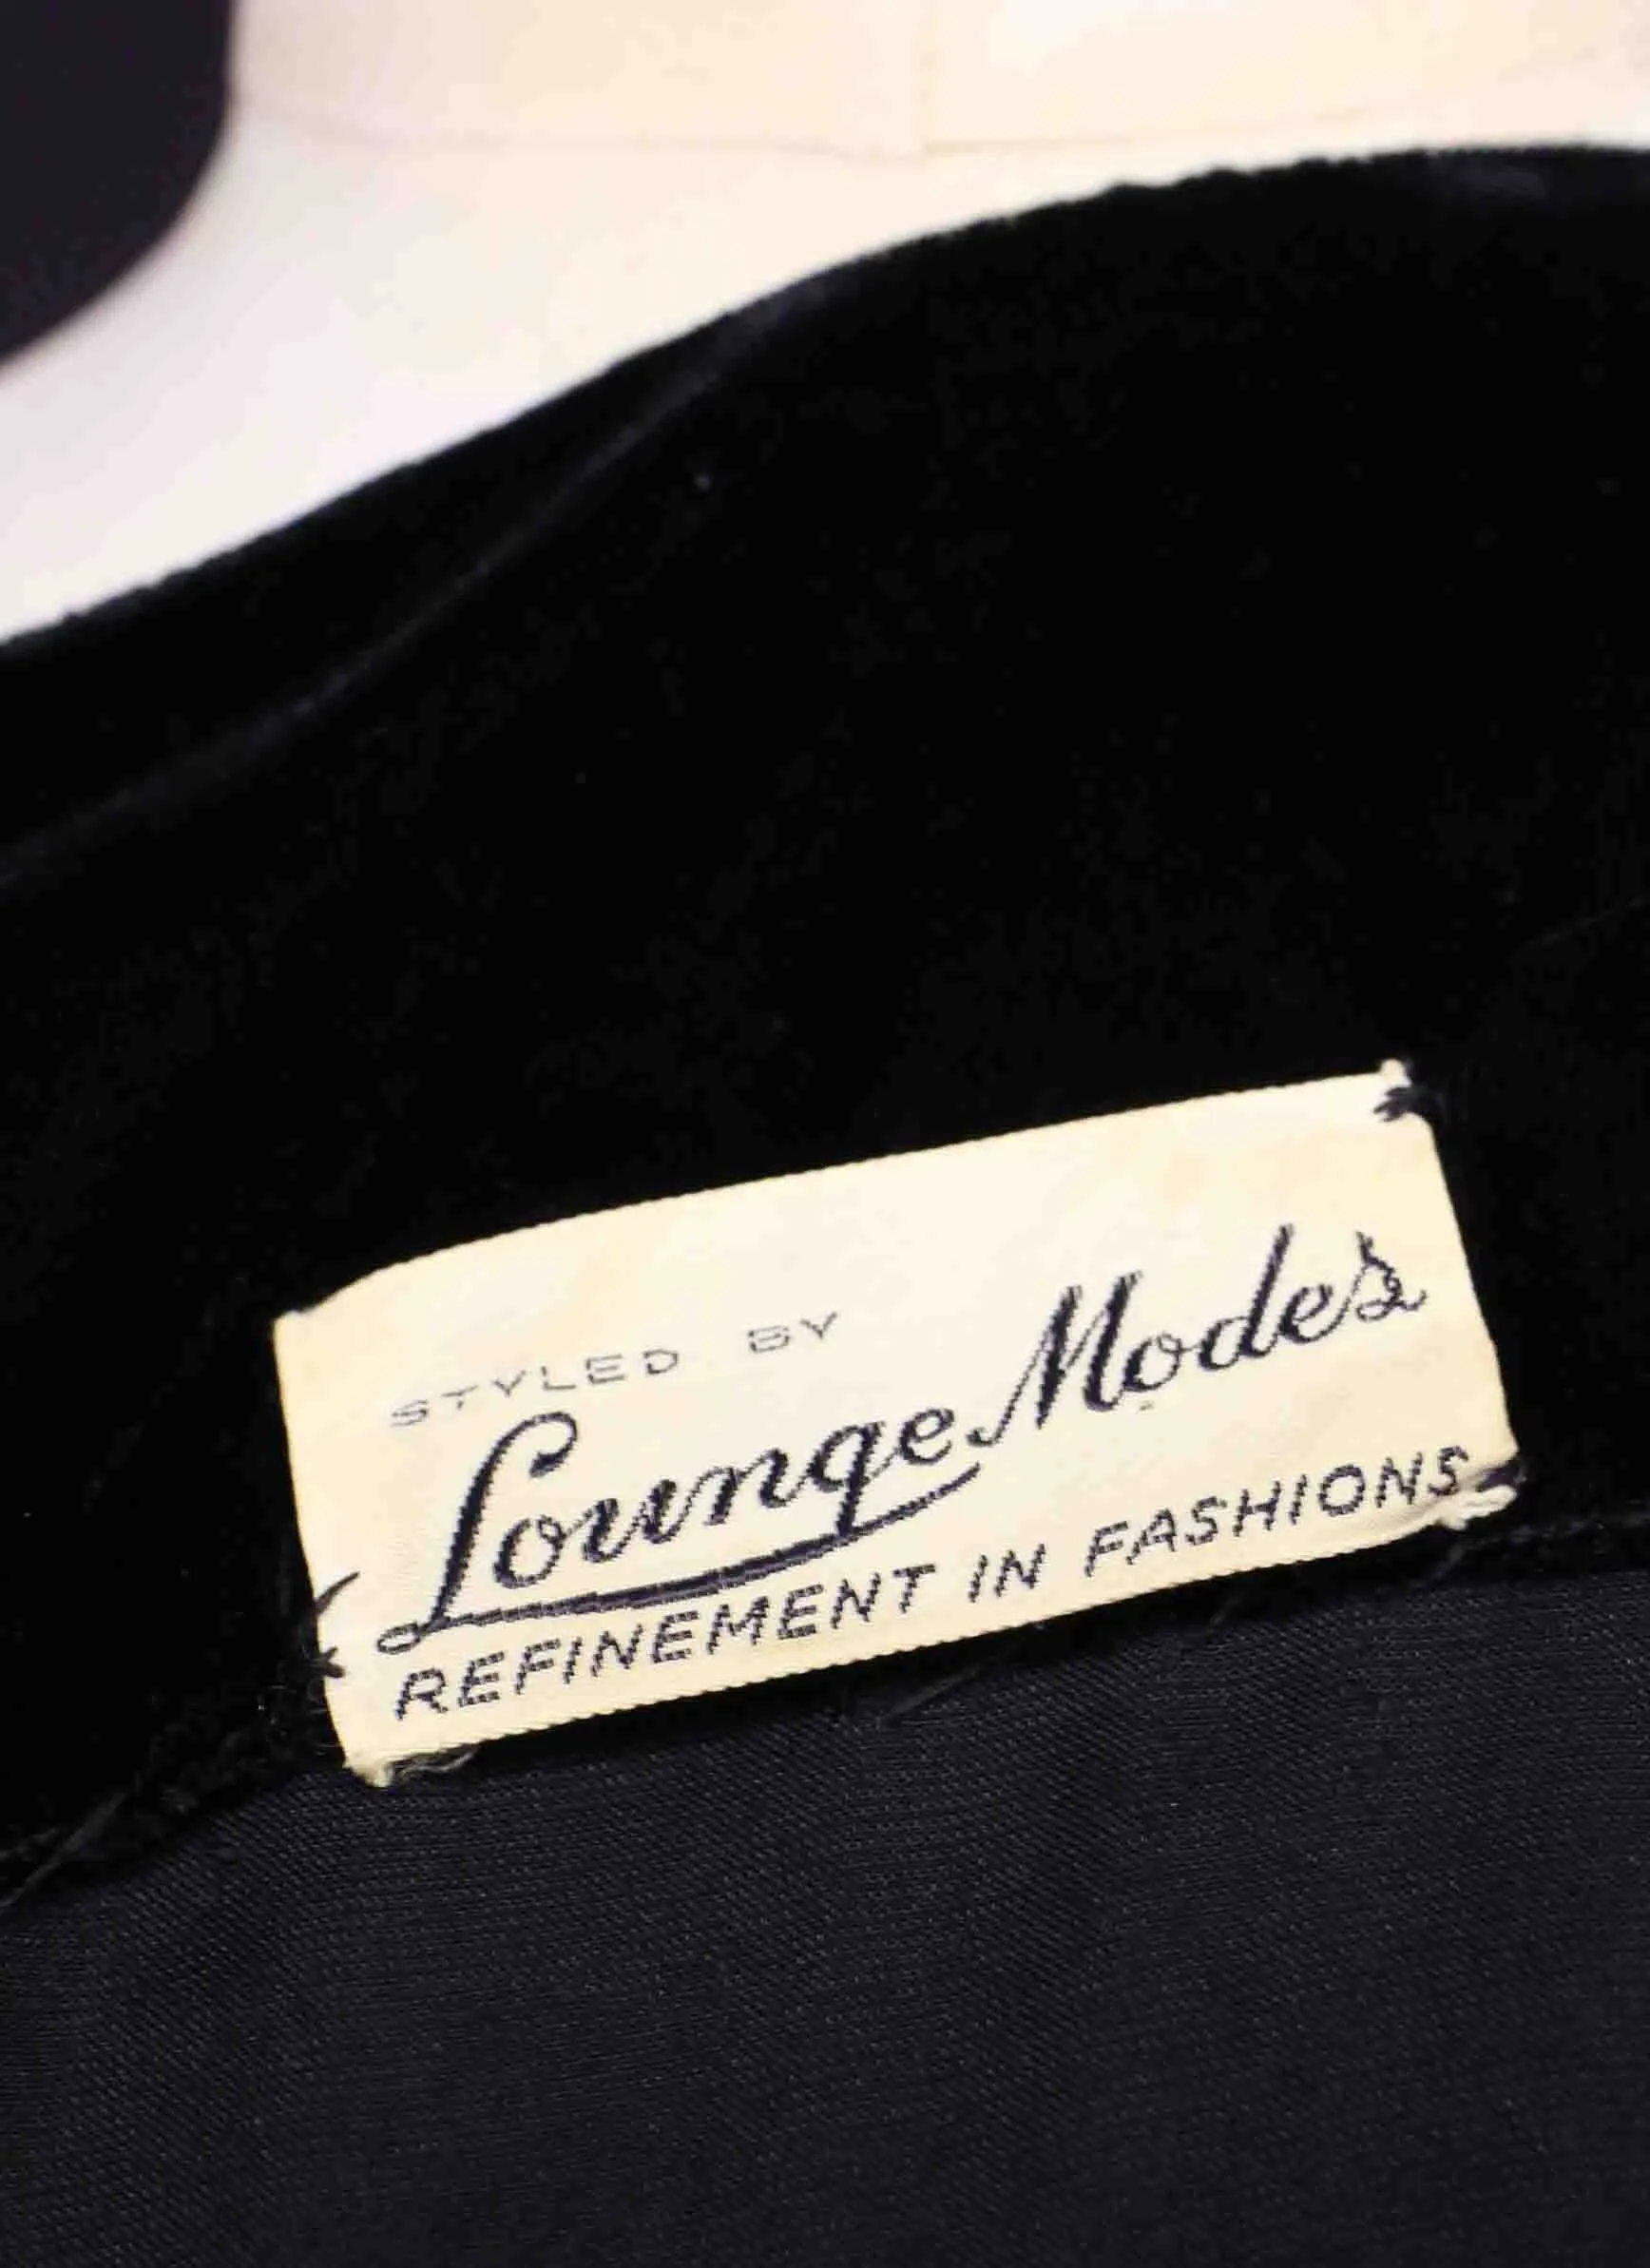 STYLED BY
Lounge Modes
REFINEMENT IN FASHIONS